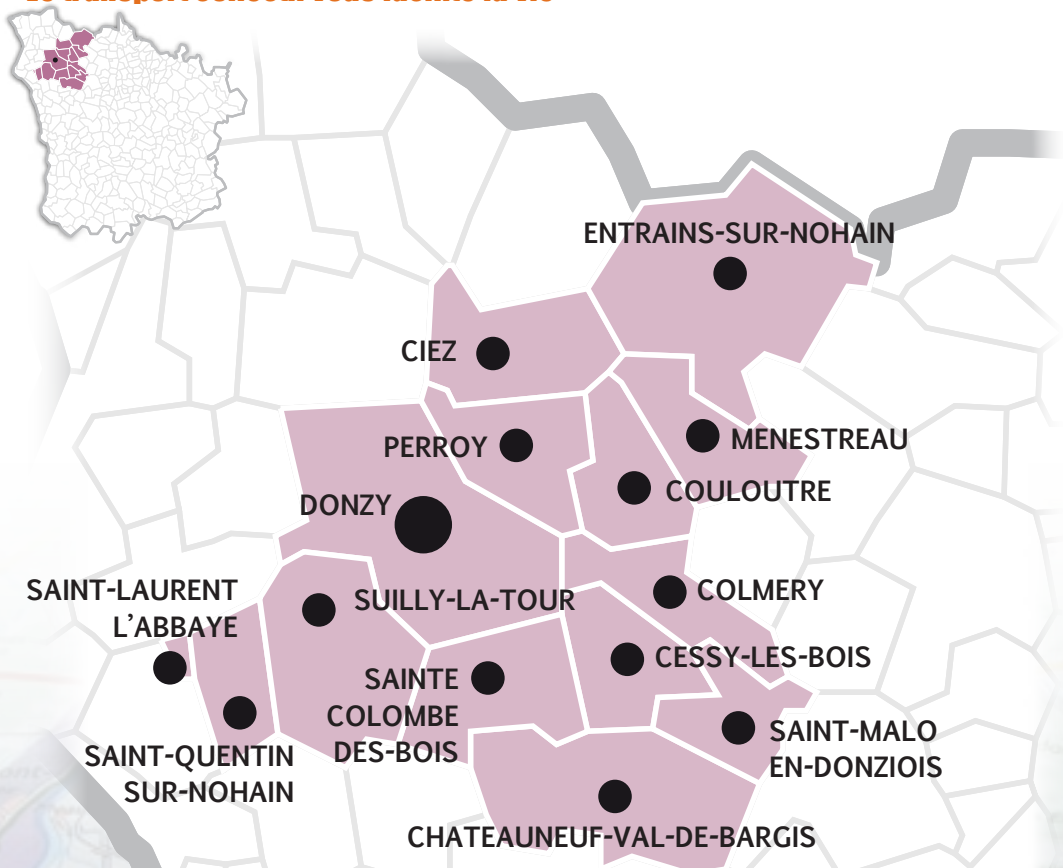 ENTRAINS-SUR-NOHAIN
CIEZ
PERROY
MENESTREAU
COULOUTRE
DONZY
SAINT-LAURENT
L'ABBAYE
SUILLY-LA-TOUR
COLMERY
CESSY-LES-BOIS
SAINTE
COLOMBE
DES-BOIS
SAINT-MALO
EN-DONZIOIS
SAINT-QUENTIN
SUR-NOHAIN
CHATEAUNEUF-VAL-DE-BARGIS